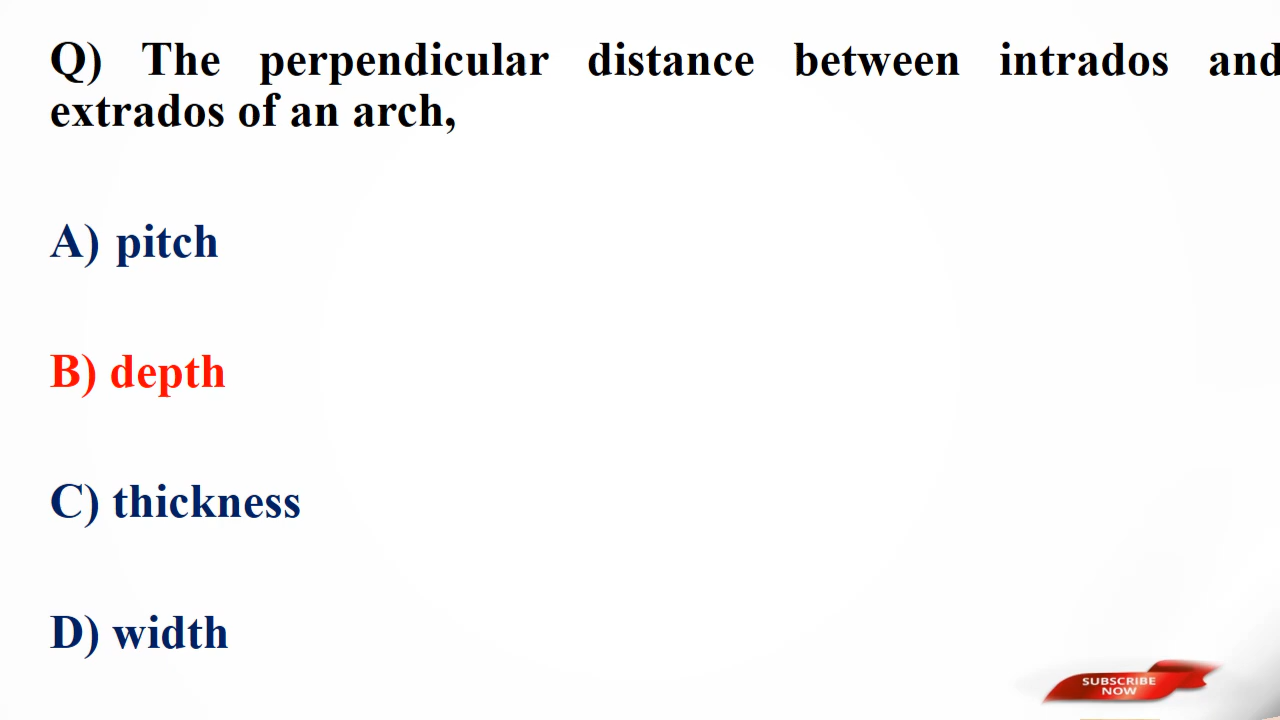 Q) The perpendicular distance between intrados and
extrados of an arch,
A) pitch
B) depth
C) thickness
D) width
SUBSCRIBE
NOW